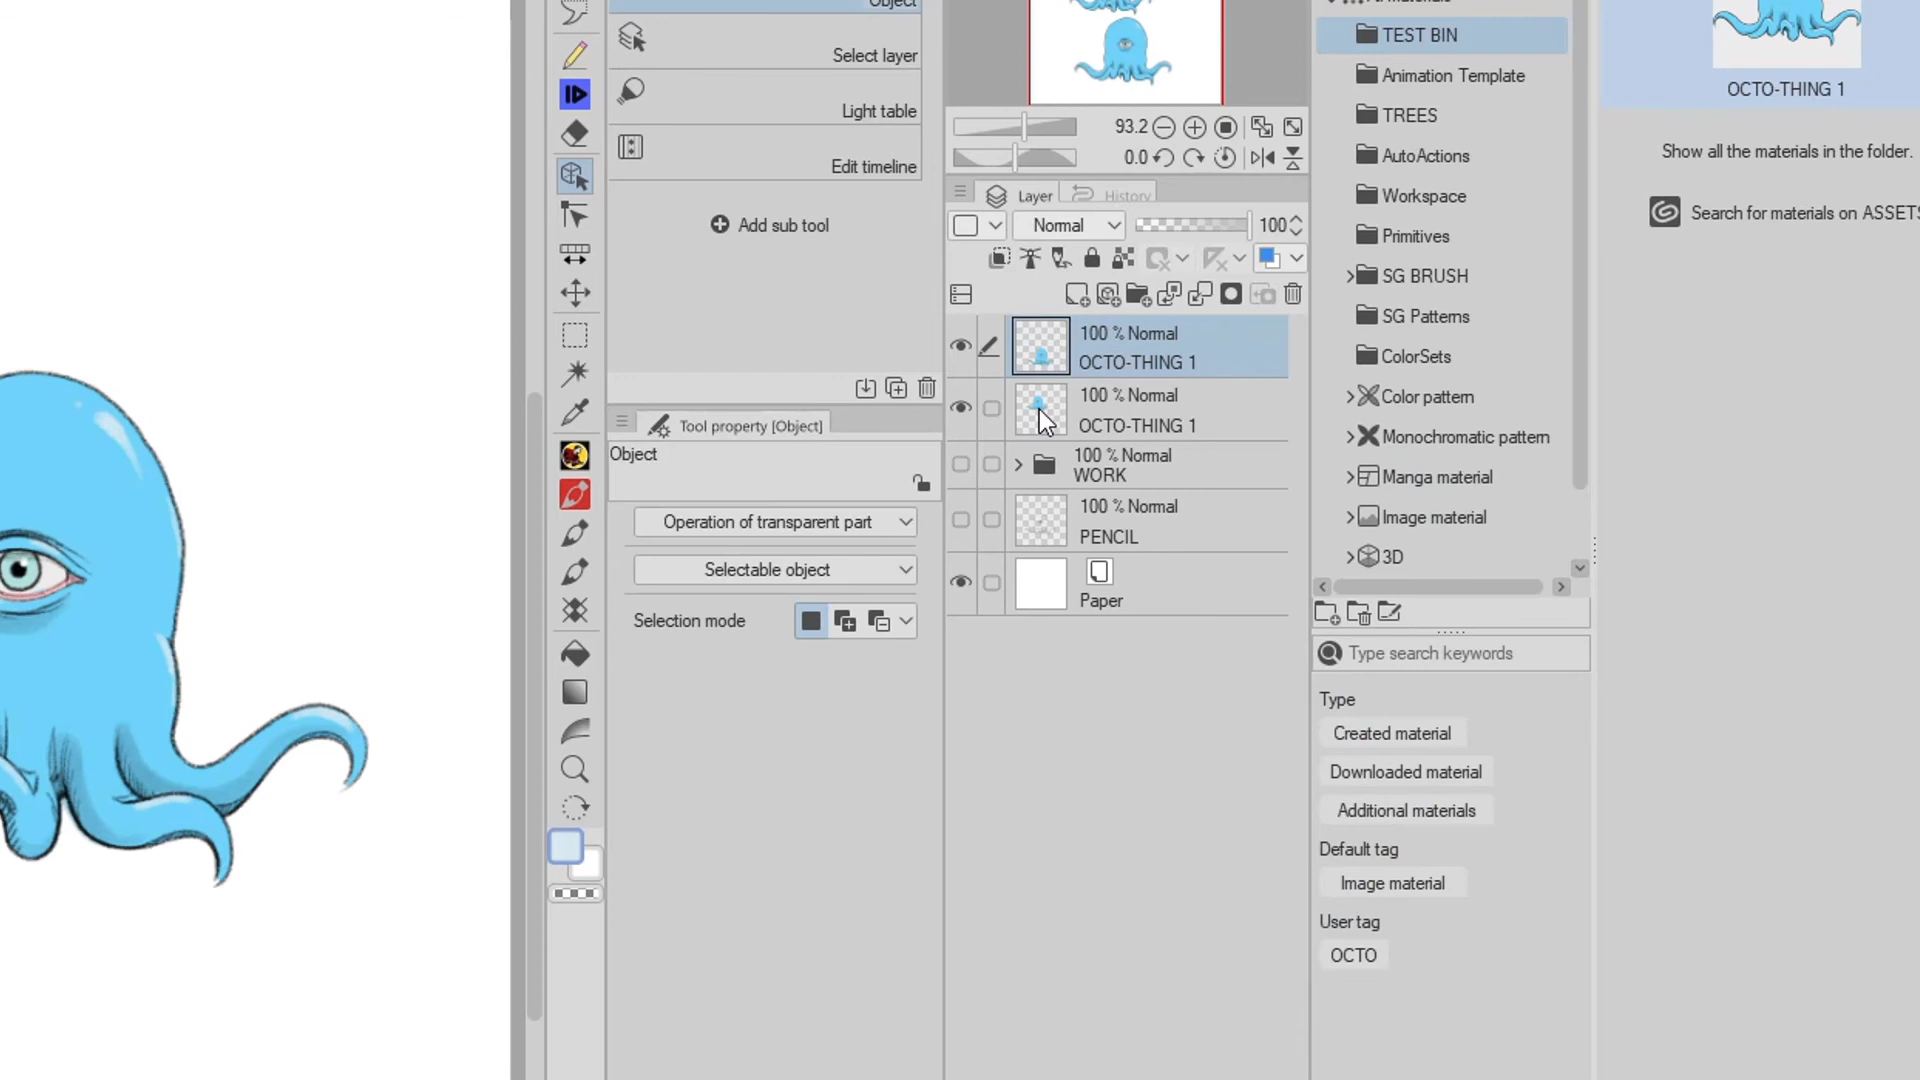 Object
Select layer
Light table
Edit timeline
Add sub tool
Tool property [Object]
Object
Operation of transparent part
Selectable object
Selection mode
93.2
0.0
Layer
History
Normal
100
100 % Normal
OCTO-THING 1
100 % Normal
OCTO-THING 1
100 % Normal
WORK
100 % Normal
PENCIL
Paper
TEST BIN
Animation Template
TREES
AutoActions
Workspace
Primitives
SG BRUSH
SG Patterns
ColorSets
Color pattern
Monochromatic pattern
Manga material
Image material
3D
Type search keywords
Type
Created material
Downloaded material
Additional materials
Default tag
Image material
User tag
OCTO
OCTO-THING 1
Show all the materials in the folder.
Search for materials on ASSETS